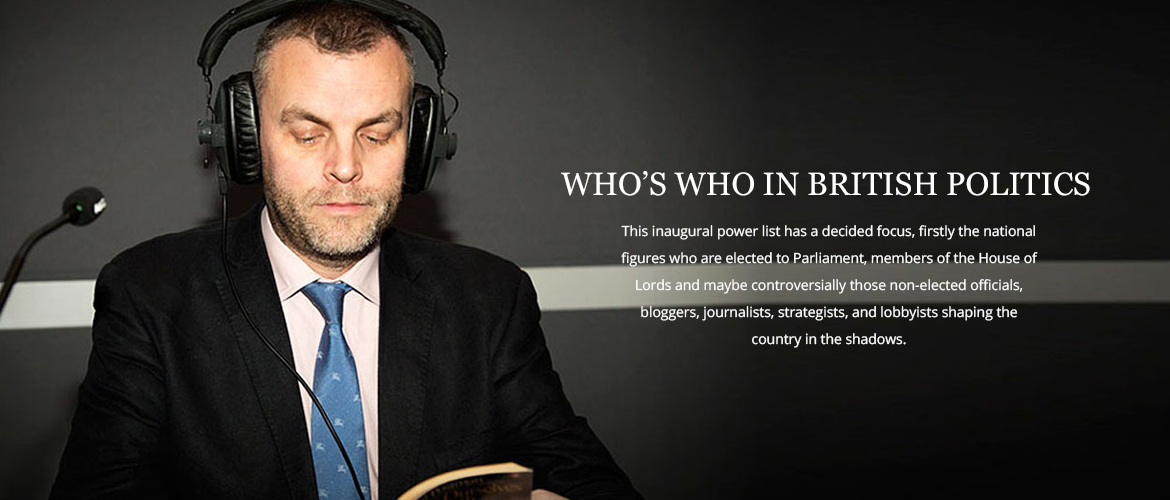 WHO’S WHO IN BRITISH POLITICS
This inaugural power list has a decided focus, firstly the national
figures who are elected to Parliament, members of the House of
Lords and maybe controversially those non-elected officials,
bloggers, journalists, strategists, and lobbyists shaping the
country in the shadows.